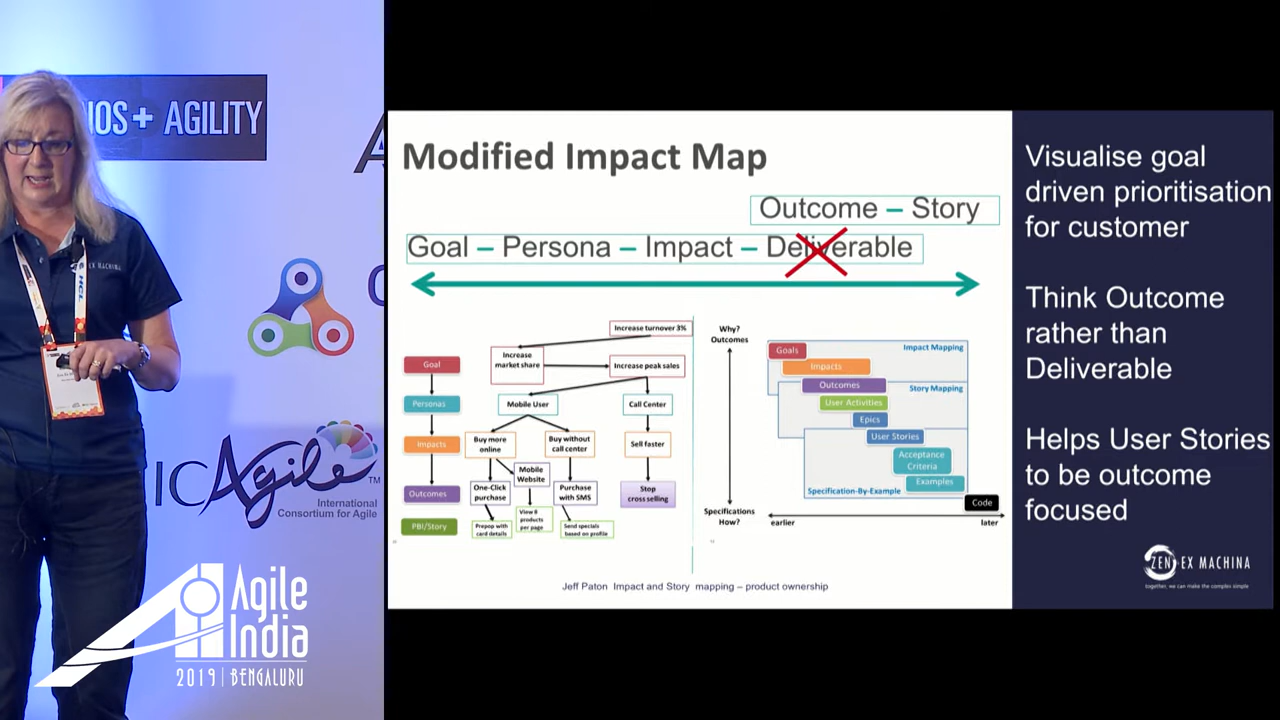 IOS+ AGILITY
EX MACHINA
HCL
ICAgile™
International
Consortium for Agile
Agile
India
2019 | BENGALURU
Modified Impact Map
Outcome – Story
Goal – Persona – Impact – Deliverable
Increase turnover 3%
Increase
market share
Increase peak sales
Goal
Personas
Mobile User
Call Center
Impacts
Buy more
online
Buy without
call center
Sell faster
Mobile
Website
Outcomes
One-Click
purchase
Purchase
with SMS
Stop
cross selling
View 8
products
per page
PBI/Story
Prepop with
card details
Send specials
based on profile
Why?
Outcomes
Goals
Impact Mapping
Impacts
Outcomes
Story Mapping
User Activities
Epics
User Stories
Acceptance
Criteria
Examples
Specification-By-Example
Code
Specifications
How?
earlier
later
Jeff Paton Impact and Story mapping – product ownership
Visualise goal
driven prioritisation
for customer
Think Outcome
rather than
Deliverable
Helps User Stories
to be outcome
focused
ZEN EX MACHINA
together, we can make the complex simple